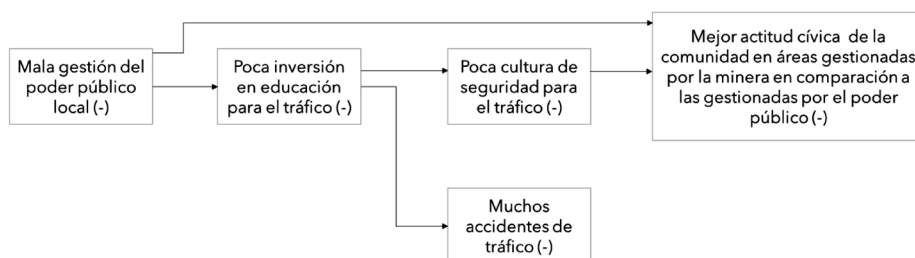 Mala gestión del
poder público
local (-)
Poca inversión
en educación
para el tráfico (-)
Poca cultura de
seguridad para
el tráfico (-)
Mejor actitud cívica  de la
comunidad en áreas gestionadas
por la minera en comparación a
las gestionadas por el poder
público (-)
Muchos
accidentes de
tráfico (-)